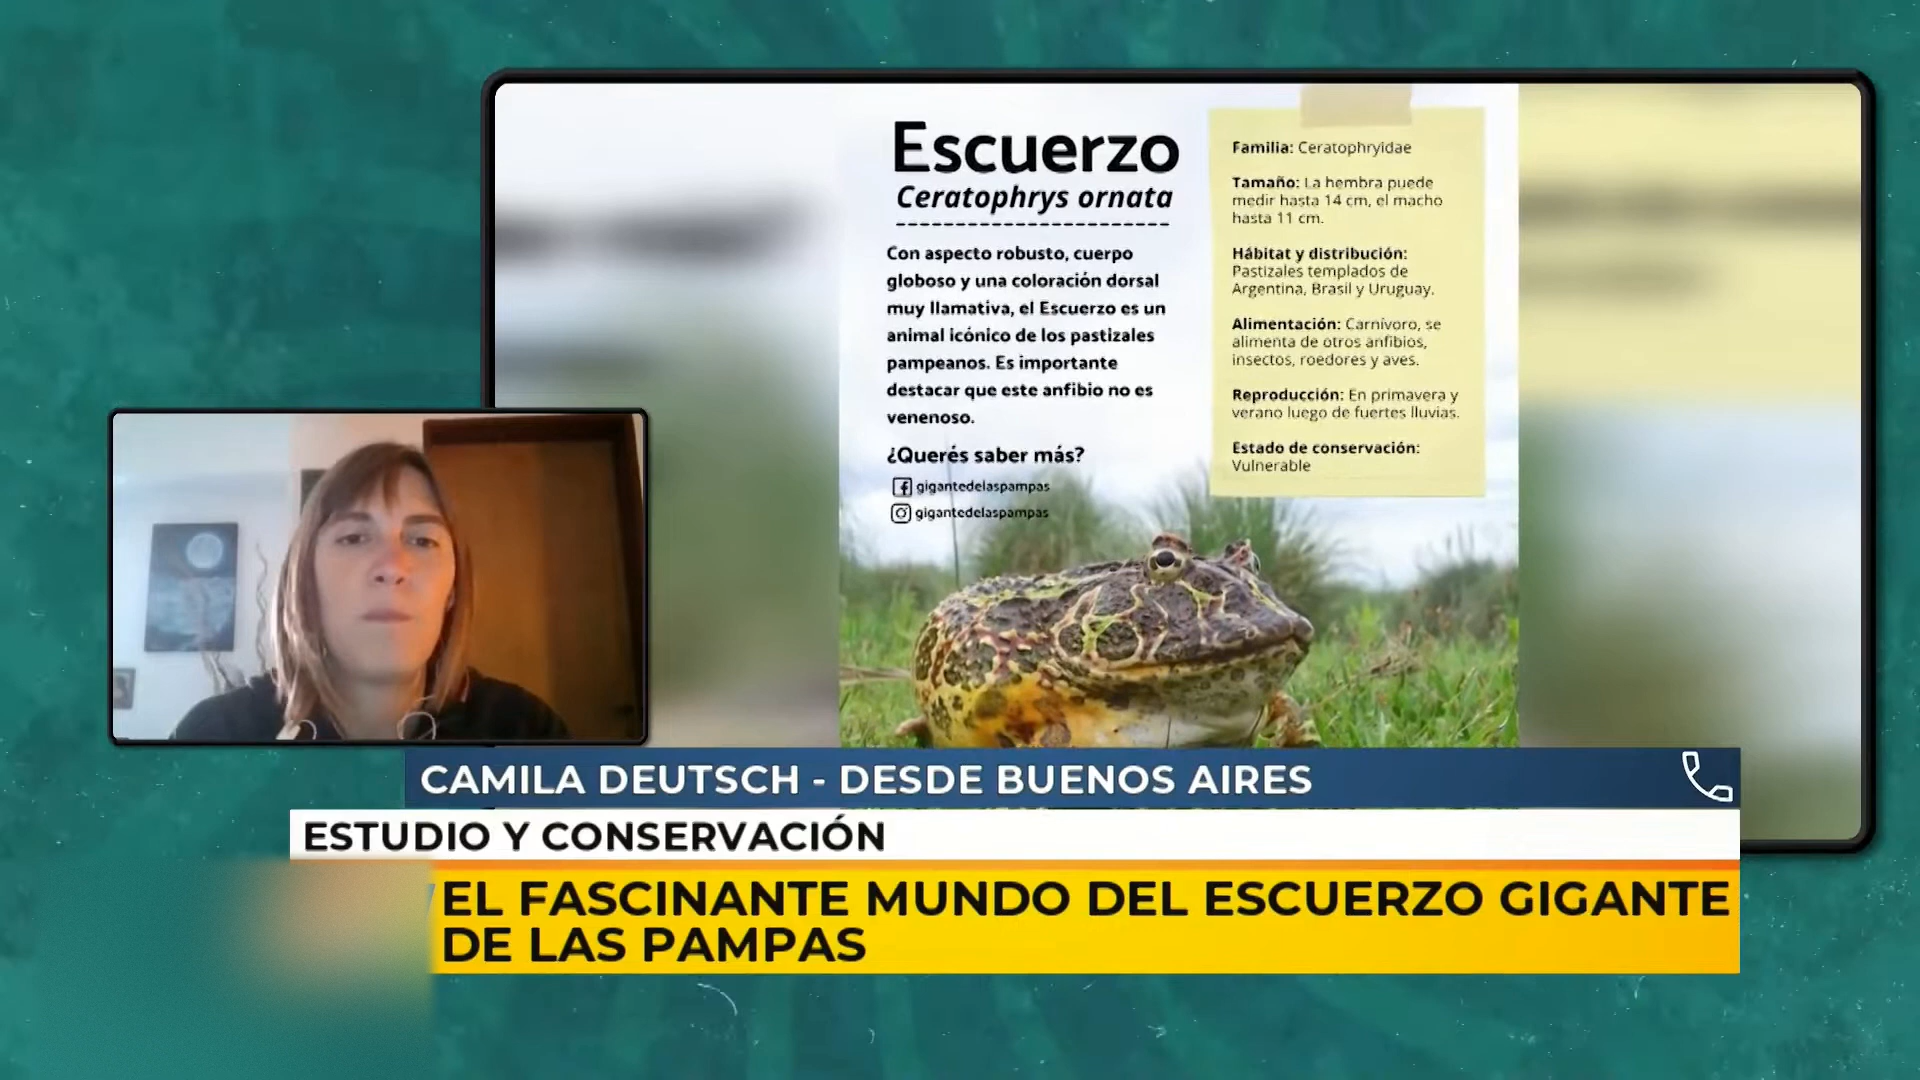 Escuerzo
Ceratophrys ornata
Con aspecto robusto, cuerpo
globoso y una coloración dorsal
muy llamativa, el Escuerzo es un
animal icónico de los pastizales
pampeanos. Es importante
destacar que este anfibio no es
venenoso.
¿Querés saber más?
gigantedelaspampas
gigantedelaspampas
Familia: Ceratophryidae
Tamaño: La hembra puede
medir hasta 14 cm, el macho
hasta 11 cm.
Hábitat y distribución:
Pastizales templados de
Argentina, Brasil y Uruguay.
Alimentación: Carnívoro, se
alimenta de otros anfibios,
insectos, roedores y aves.
Reproducción: En primavera y
verano luego de fuertes lluvias.
Estado de conservación:
Vulnerable
CAMILA DEUTSCH - DESDE BUENOS AIRES
ESTUDIO Y CONSERVACIÓN
EL FASCINANTE MUNDO DEL ESCUERZO GIGANTE
DE LAS PAMPAS